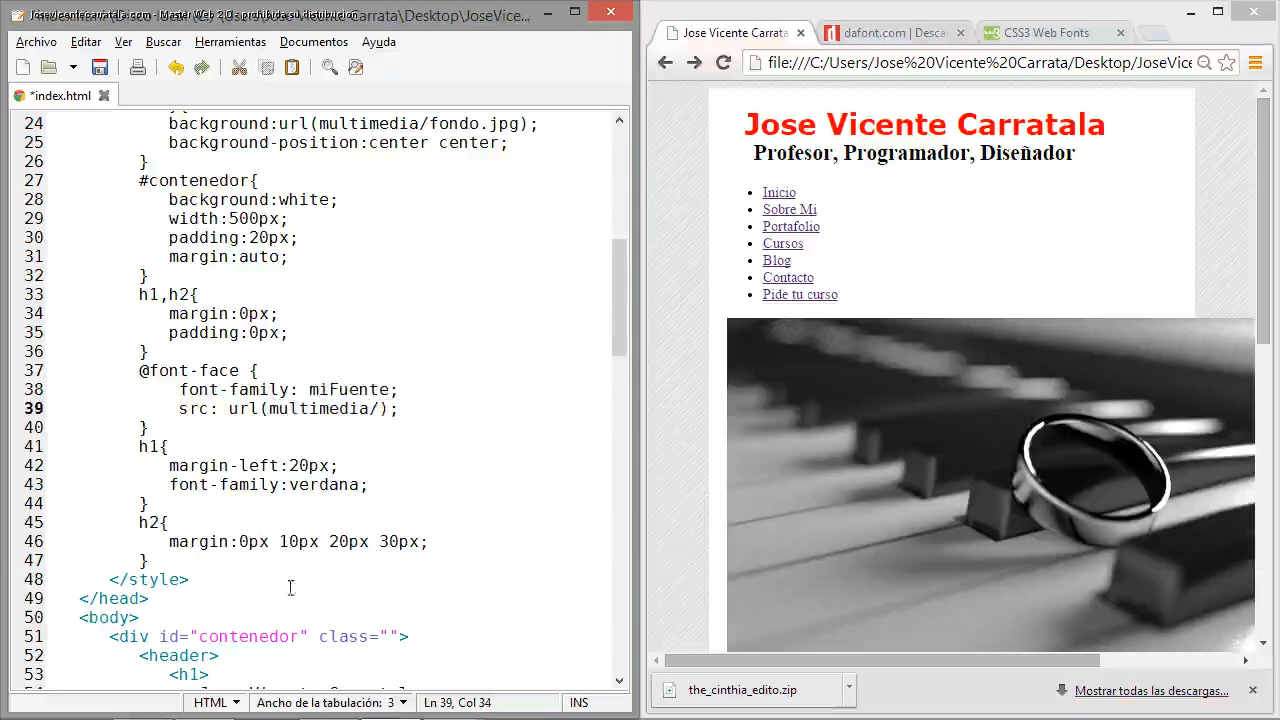 Archivo Editar Ver Buscar Herramientas Documentos Ayuda
*index.html
24 background:url(multimedia/fondo.jpg);
25 background-position:center center;
26 }
27 #contenedor{
28 background:white;
29 width:500px;
30 padding:20px;
31 margin:auto;
32 }
33 h1,h2{
34 margin:0px;
35 padding:0px;
36 }
37 @font-face {
38 font-family: miFuente;
39 src: url(multimedia/);
40 }
41 h1{
42 margin-left:20px;
43 font-family:verdana;
44 }
45 h2{
46 margin:0px 10px 20px 30px;
47 }
48 </style>
49 </head>
50 <body>
51 <div id="contenedor" class="">
52 <header>
53 <h1>
HTML Ancho de la tabulación: 3 Ln 39, Col 34 INS
Jose Vicente Carrata
dafont.com | Desca
CSS3 Web Fonts
file:///C:/Users/Jose%20Vicente%20Carrata/Desktop/JoseVice
Jose Vicente Carratala
Profesor, Programador, Diseñador
Inicio
Sobre Mi
Portafolio
Cursos
Blog
Contacto
Pide tu curso
the_cinthia_edito.zip
Mostrar todas las descargas...